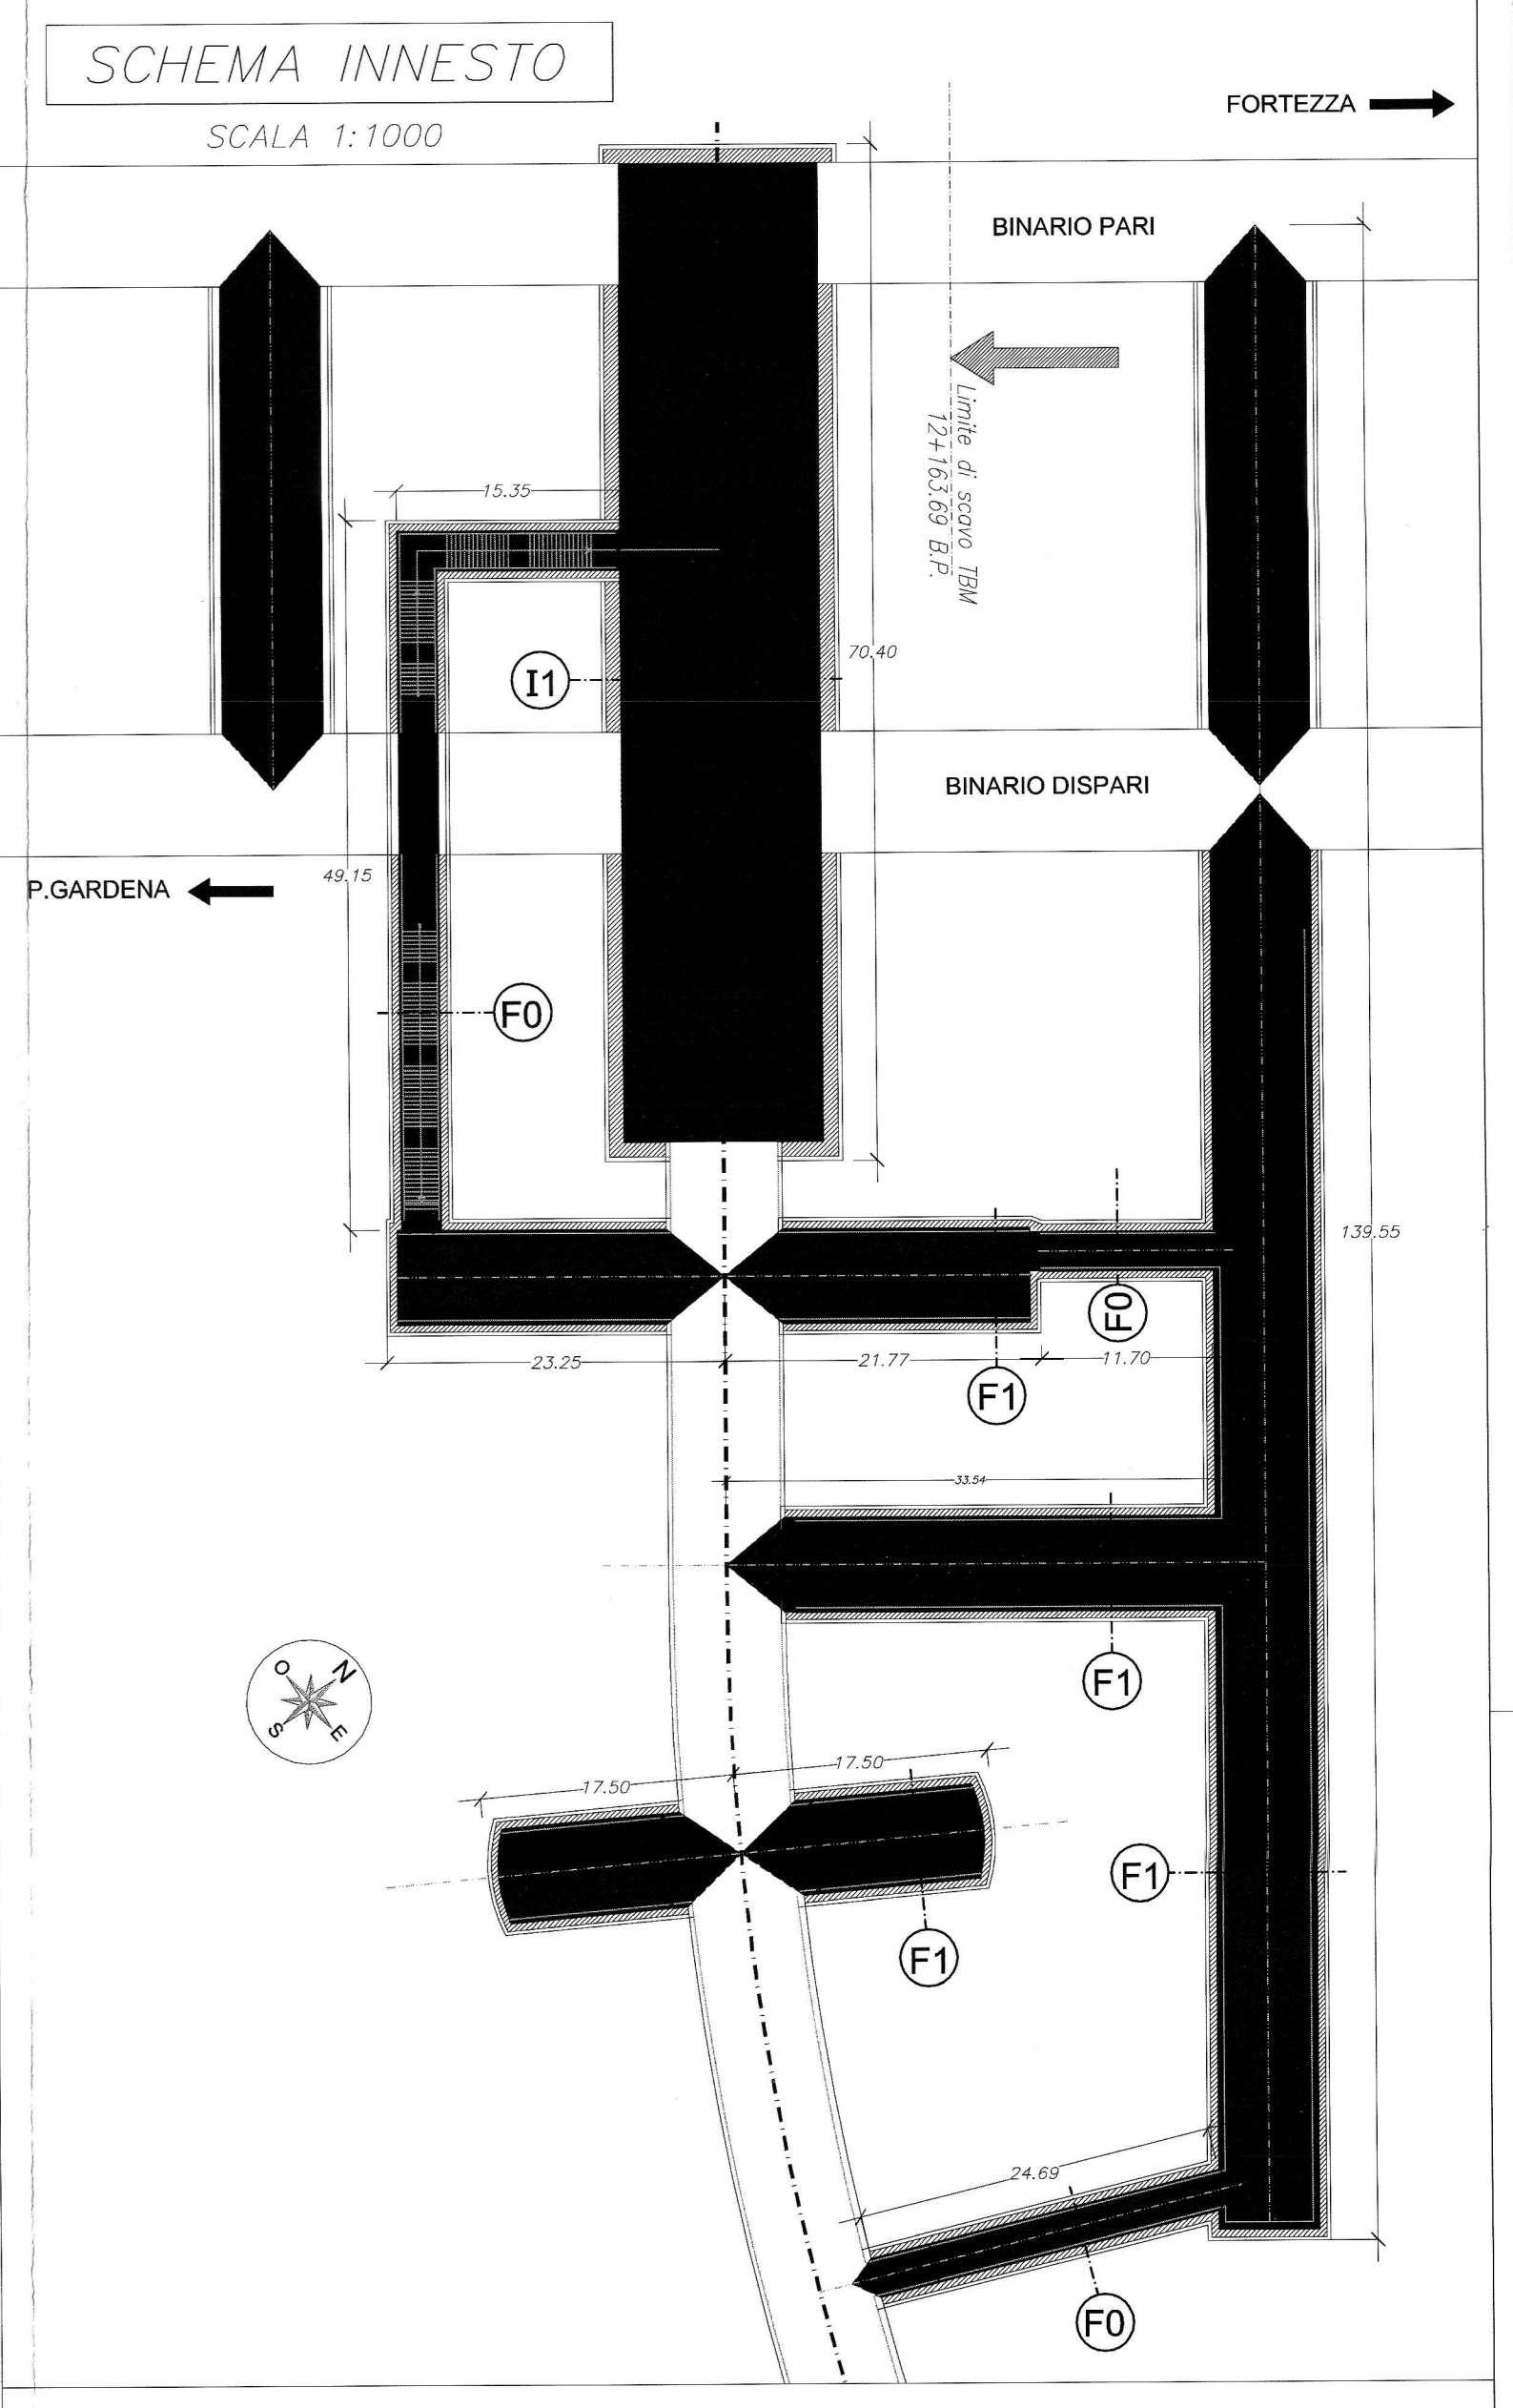 SCHEMA INNESTO
SCALA 1:1000
FORTEZZA
BINARIO PARI
Limite di scavo TBM
12+163.69 B.P.
15.35
I1
70.40
BINARIO DISPARI
49.15
P.GARDENA
F0
139.55
F0
23.25
21.77
11.70
F1
33.54
F1
O
N
S
E
17.50
17.50
F1
F1
24.69
F0